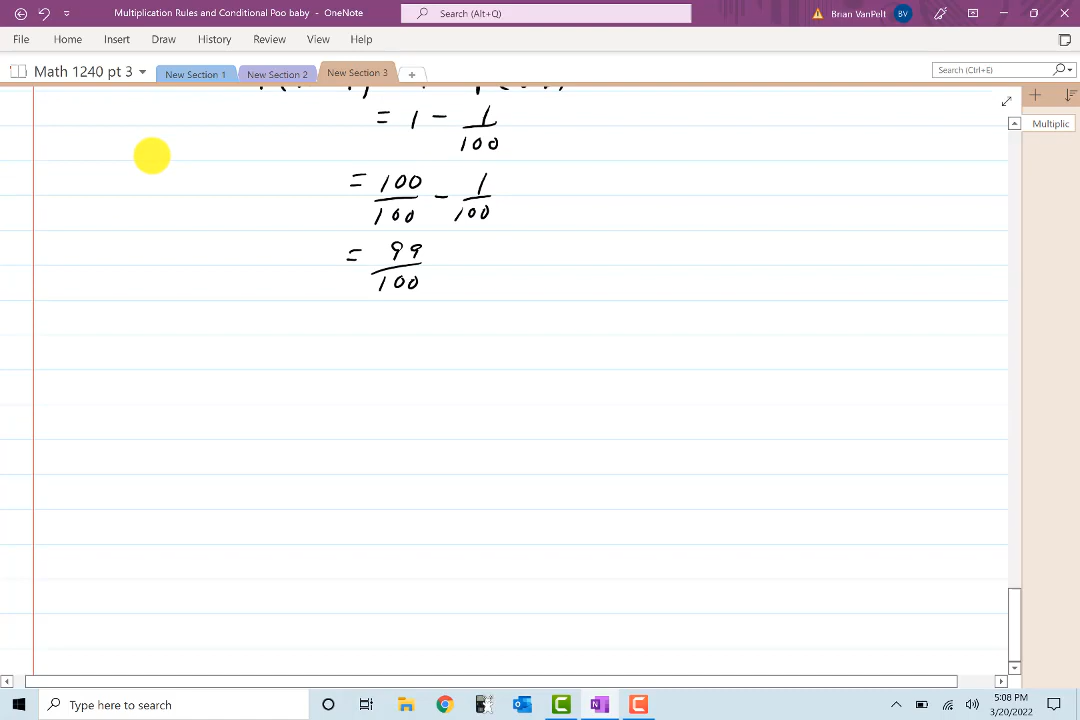 Multiplication Rules and Conditional Poo baby - OneNote
Search (Alt+Q)
Brian VanPelt BV
File Home Insert Draw History Review View Help
Math 1240 pt 3
New Section 1 New Section 2 New Section 3
Search (Ctrl+E)
Multiplic
= 1 - 1/100
= 100/100 - 1/100
= 99/100
Type here to search
5:08 PM
3/20/2022